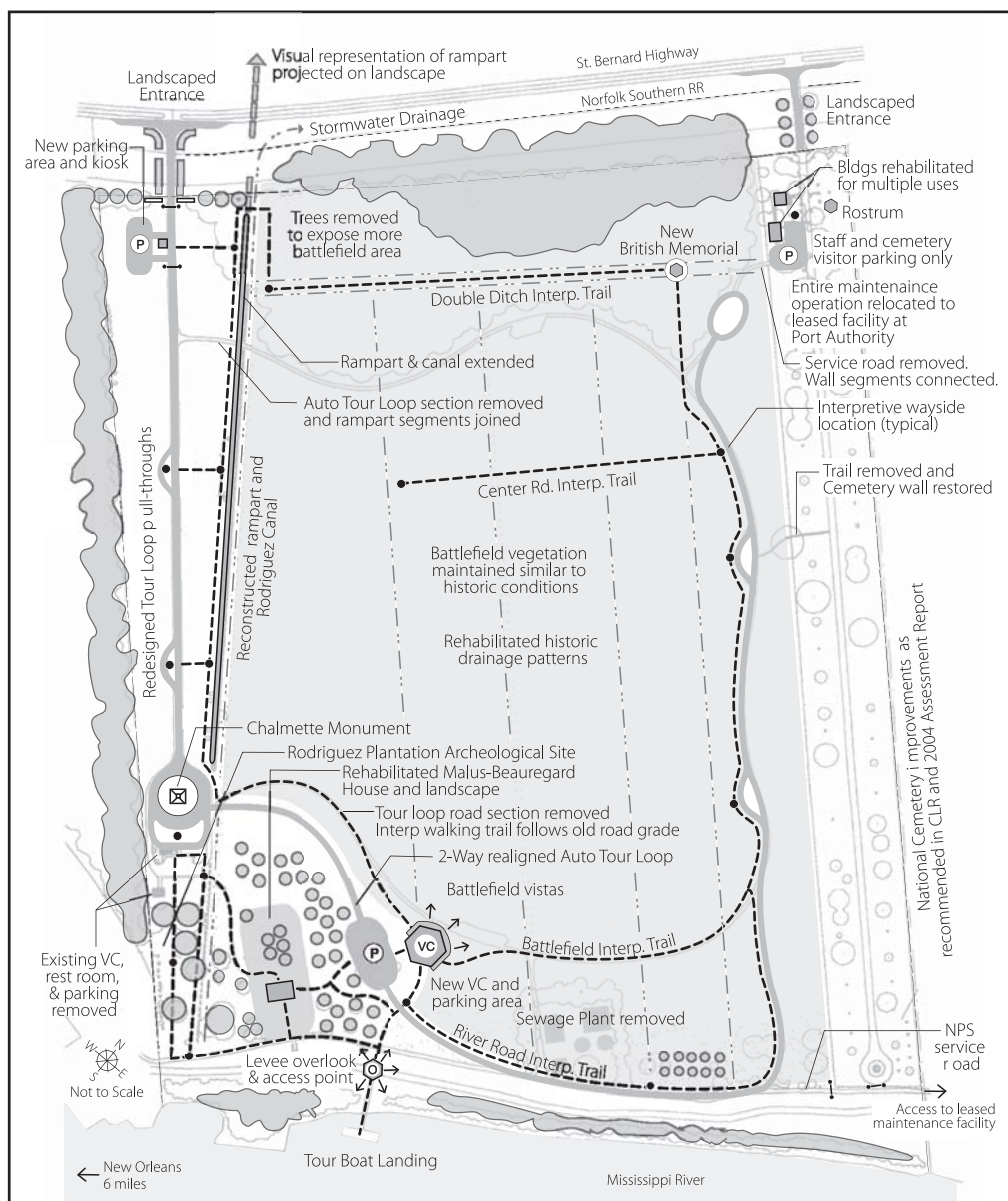 Visual representation of rampart
projected on landscape
St. Bernard Highway
Landscaped
Entrance
Norfolk Southern RR
Landscaped
Entrance
Stormwater Drainage
New parking
area and kiosk
Bldgs rehabilitated
for multiple uses
Rostrum
Trees removed
to expose more
battlefield area
New
British Memorial
P
Staff and cemetery
visitor parking only
P
Double Ditch Interp. Trail
Entire maintenaince
operation relocated to
leased facility at
Port Authority
Rampart & canal extended
Service road removed.
Wall segments connected.
Auto Tour Loop section removed
and rampart segments joined
Interpretive wayside
location (typical)
Redesigned Tour Loop p ull-throughs
Reconstructed rampart and
Rodriguez Canal
Center Rd. Interp. Trail
Trail removed and
Cemetery wall restored
Battlefield vegetation
maintained similar to
historic conditions
Rehabilitated historic
drainage patterns
National Cemetery i mprovements as
recommended in CLR and 2004 Assessment Report
Chalmette Monument
Rodriguez Plantation Archeological Site
Rehabilitated Malus-Beauregard
House and landscape
Tour loop road section removed
Interp walking trail follows old road grade
2-Way realigned Auto Tour Loop
Battlefield vistas
P
VC
Battlefield Interp. Trail
Existing VC,
rest room,
& parking
removed
New VC and
parking area
Sewage Plant removed
River Road Interp. Trail
NPS
service
r oad
N
W
E
S
Not to Scale
Levee overlook
& access point
O
Access to leased
maintenance facility
Tour Boat Landing
New Orleans
6 miles
Mississippi River